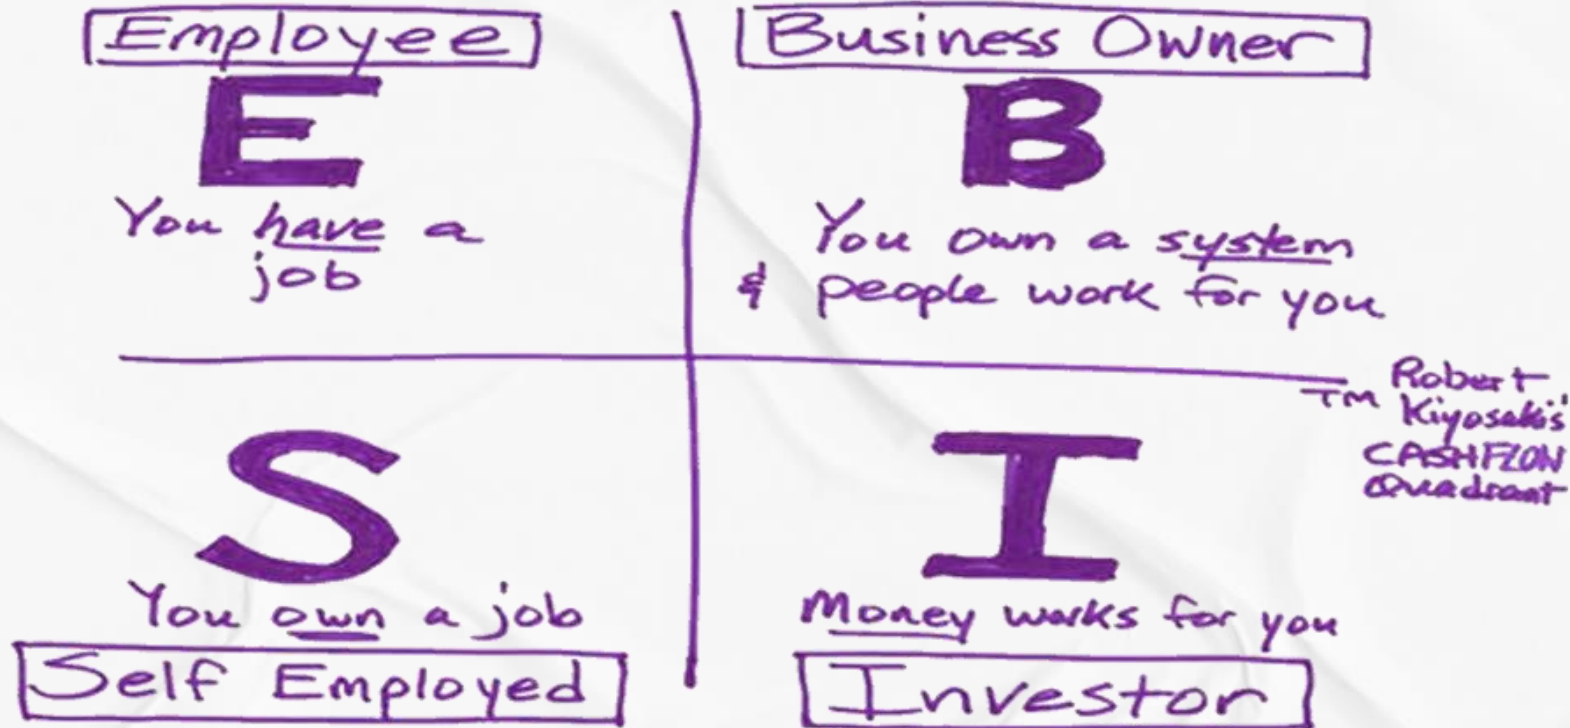 Employee
E
You have a
job
Business Owner
B
You own a system
& people work for you
S
You own a job
Self Employed
I
Money works for you
Investor
TM Robert
Kiyosaki's
CASHFLOW
Quadrant